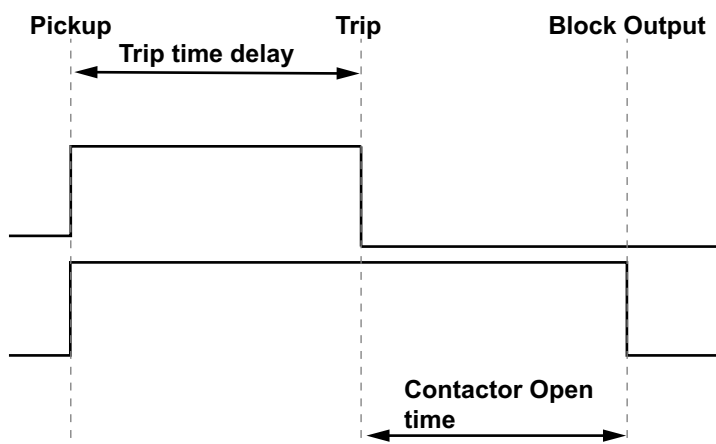 Pickup
Trip
Block Output
Trip time delay
Contactor Open
time